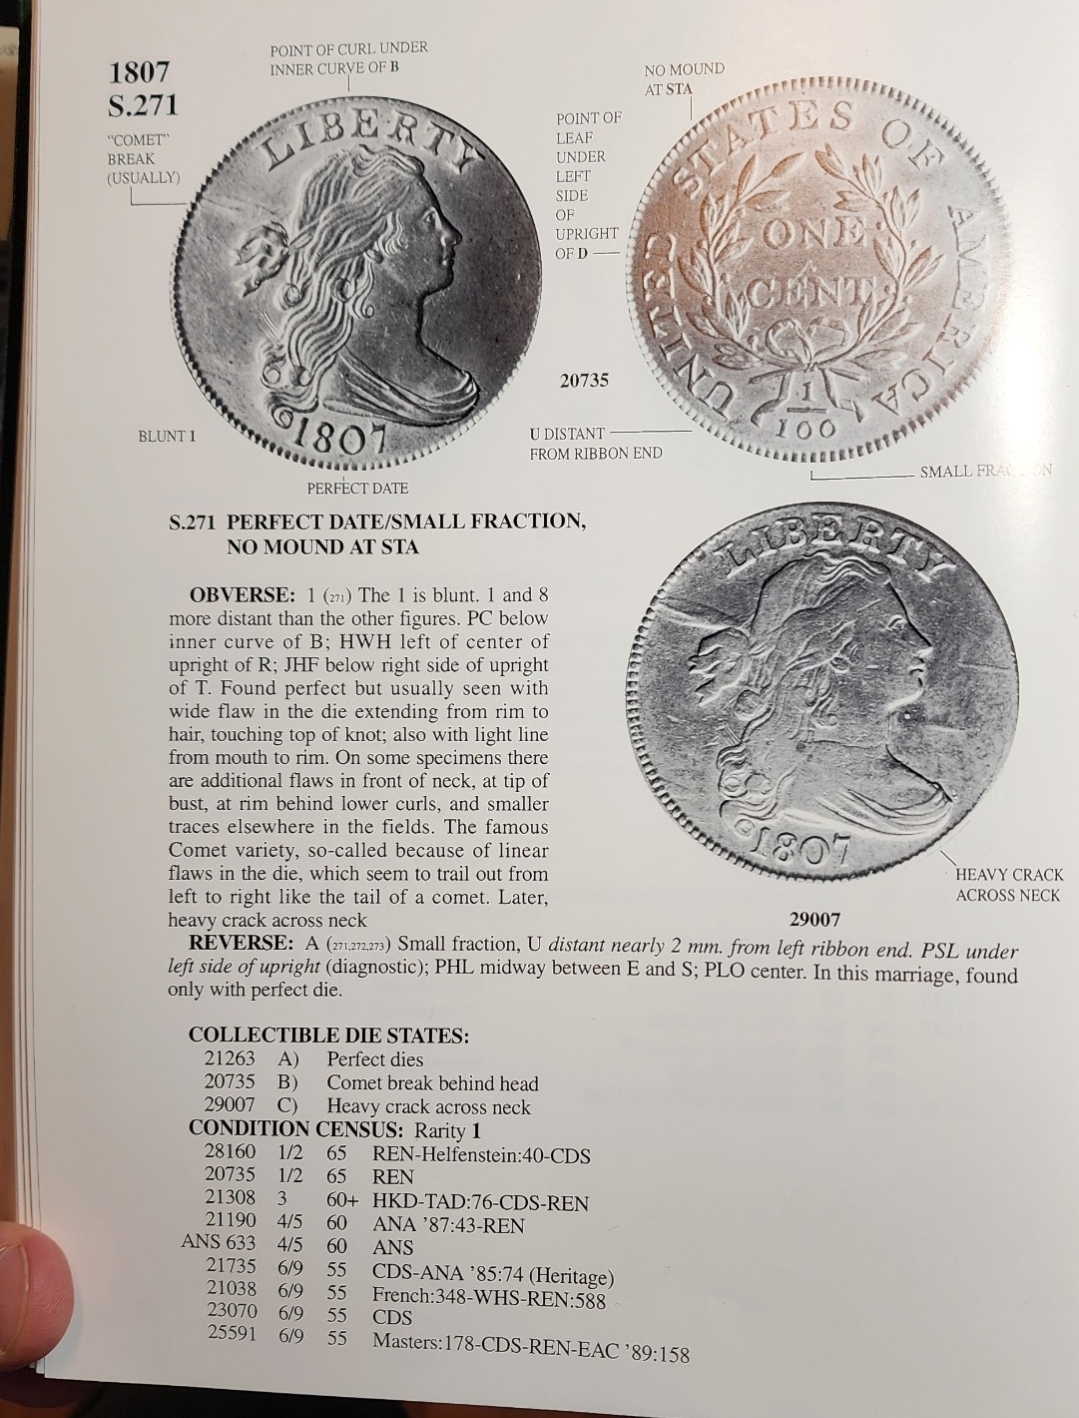 1807
S.271
"COMET"
BREAK
(USUALLY)
POINT OF CURL UNDER
INNER CURVE OF B
LIBERTY
1807
BLUNT 1
PERFECT DATE
NO MOUND
AT STA
POINT OF
LEAF
UNDER
LEFT
SIDE
OF
UPRIGHT
OF D
UNITED STATES OF AMERICA
ONE
CENT
1
100
20735
U DISTANT
FROM RIBBON END
SMALL
S.271 PERFECT DATE/SMALL FRACTION,
NO MOUND AT STA
OBVERSE: 1 (271) The 1 is blunt. 1 and 8
more distant than the other figures. PC below
inner curve of B; HWH left of center of
upright of R; JHF below right side of upright
of T. Found perfect but usually seen with
wide flaw in the die extending from rim to
hair, touching top of knot; also with light line
from mouth to rim. On some specimens there
are additional flaws in front of neck, at tip of
bust, at rim behind lower curls, and smaller
traces elsewhere in the fields. The famous
Comet variety, so-called because of linear
flaws in the die, which seem to trail out from
left to right like the tail of a comet. Later,
heavy crack across neck
LIBERTY
1807
HEAVY CRACK
ACROSS NECK
29007
REVERSE: A (271,272,273) Small fraction, U distant nearly 2 mm. from left ribbon end. PSL under
left side of upright (diagnostic); PHL midway between E and S; PLO center. In this marriage, found
only with perfect die.
COLLECTIBLE DIE STATES:
21263 A) Perfect dies
20735 B) Comet break behind head
29007 C) Heavy crack across neck
CONDITION CENSUS: Rarity 1
28160 1/2 65 REN-Helfenstein:40-CDS
20735 1/2 65 REN
21308 3 60+ HKD-TAD:76-CDS-REN
21190 4/5 60 ANA '87:43-REN
ANS 633 4/5 60 ANS
21735 6/9 55 CDS-ANA '85:74 (Heritage)
21038 6/9 55 French:348-WHS-REN:588
23070 6/9 55 CDS
25591 6/9 55 Masters:178-CDS-REN-EAC '89:158